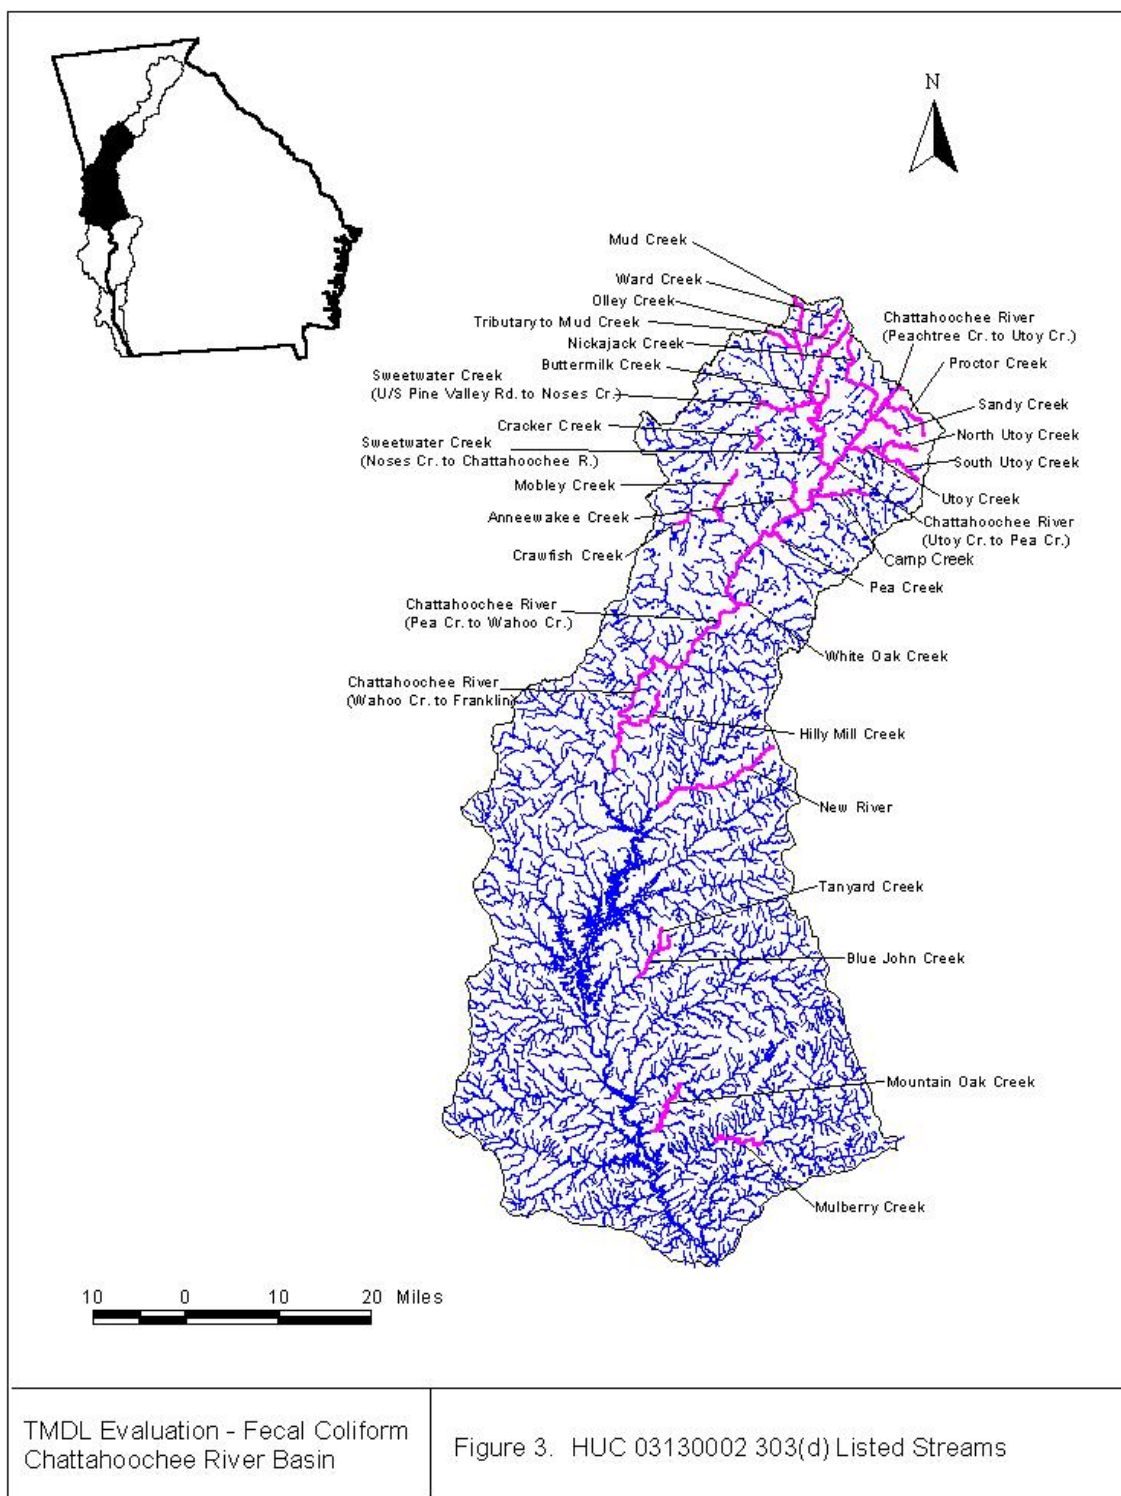 N
Mud Creek
Ward Creek
Olley Creek
Tributary to Mud Creek
Nickajack Creek
Buttermilk Creek
Sweetwater Creek
(U/S Pine Valley Rd. to Noses Cr.)
Cracker Creek
Sweetwater Creek
(Noses Cr. to Chattahoochee R.)
Mobley Creek
Anneewakee Creek
Crawfish Creek
Chattahoochee River
(Pea Cr. to Wahoo Cr.)
Chattahoochee River
(Wahoo Cr. to Franklin)
Chattahoochee River
(Peachtree Cr. to Utoy Cr.)
Proctor Creek
Sandy Creek
North Utoy Creek
South Utoy Creek
Utoy Creek
Chattahoochee River
(Utoy Cr. to Pea Cr.)
Camp Creek
Pea Creek
White Oak Creek
Hilly Mill Creek
New River
Tanyard Creek
Blue John Creek
Mountain Oak Creek
Mulberry Creek
10 0 10 20 Miles
TMDL Evaluation - Fecal Coliform
Chattahoochee River Basin
Figure 3. HUC 03130002 303(d) Listed Streams